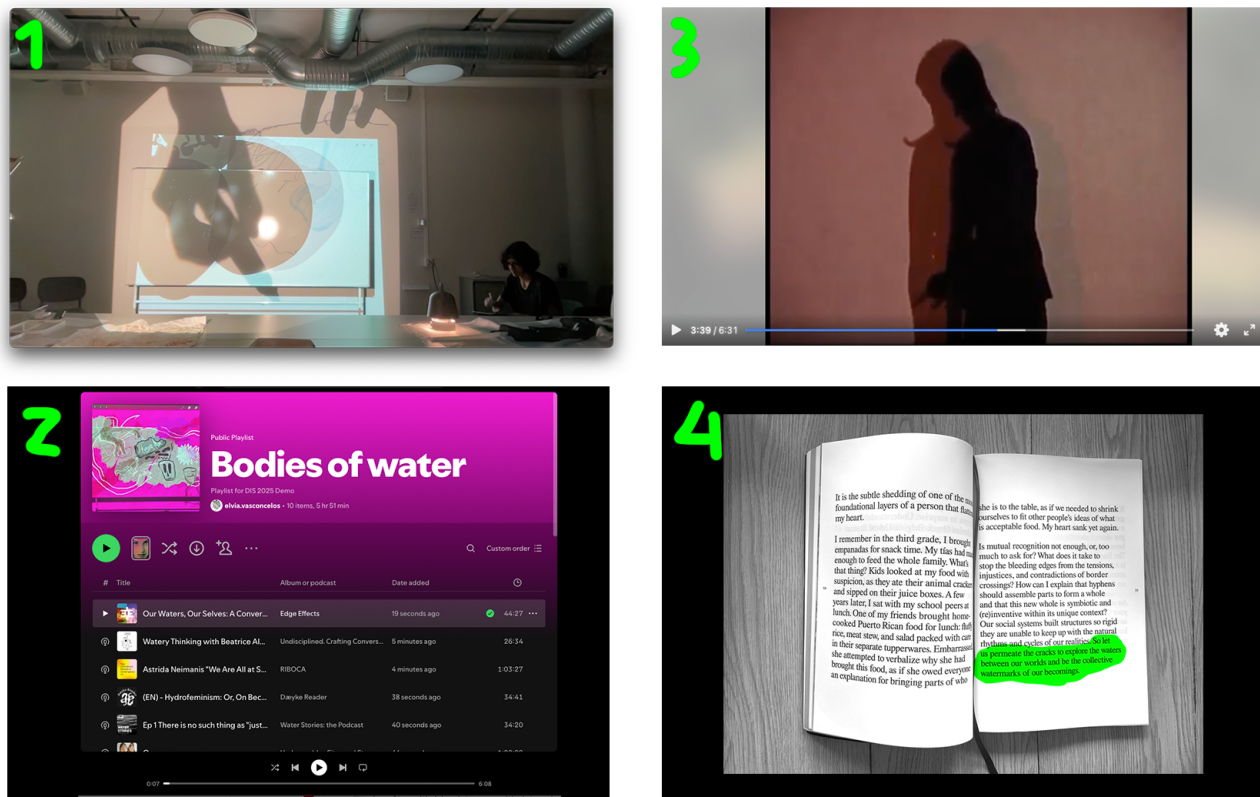 1
3
3:39 / 6:31
2
Public Playlist
Bodies of water
Playlist for DIS 2025 Demo
elvia.vasconcelos • 10 items, 5 hr 51 min
Custom order
# Title Album or podcast Date added
Our Waters, Our Selves: A Conver... Edge Effects 19 seconds ago 44:27
Watery Thinking with Beatrice Al... Undisciplined, Crafting Convers... 5 minutes ago 26:34
Astrida Neimanis "We Are All at S... RIBOCA 4 minutes ago 1:03:27
(EN) - Hydrofeminism: Or, On Bec... Dæyke Reader 38 seconds ago 34:41
Ep 1 There is no such thing as "just... Water Stories: the Podcast 40 seconds ago 34:20
0:07 6:08
4
It is the subtle shedding of one of the
foundational layers of a person that
my heart.
I remember in the third grade, I brought
empanadas for snack time. My tías had
enough to feed the whole family. What's
that thing? Kids looked at my food with
suspicion, as they ate their animal crackers
and sipped on their juice boxes. A few
years later, I sat with my school peers at
lunch. One of my friends brought home-
cooked Puerto Rican food for lunch: fluffy
rice, meat stew, and salad packed with care
in their separate tupperwares. Embarrassed,
she attempted to verbalize why she had
brought this food, as if she owed everyone
an explanation for bringing parts of who
she is to the table, as if we needed to shrink
ourselves to fit other people's ideas of what
is acceptable food. My heart sank yet again.
Is mutual recognition not enough, or, too
much to ask for? What does it take to
stop the bleeding edges from the tensions,
injustices, and contradictions of border
crossings? How can I explain that hyphens
should assemble parts to form a whole
and that this new whole is symbiotic and
(re)inventive within its unique context?
Our social systems built structures so rigid
they are unable to keep up with the natural
rhythms and cycles of our realities. So let
us permeate the cracks to explore the waters
between our worlds and be the collective
watermarks of our becomings.